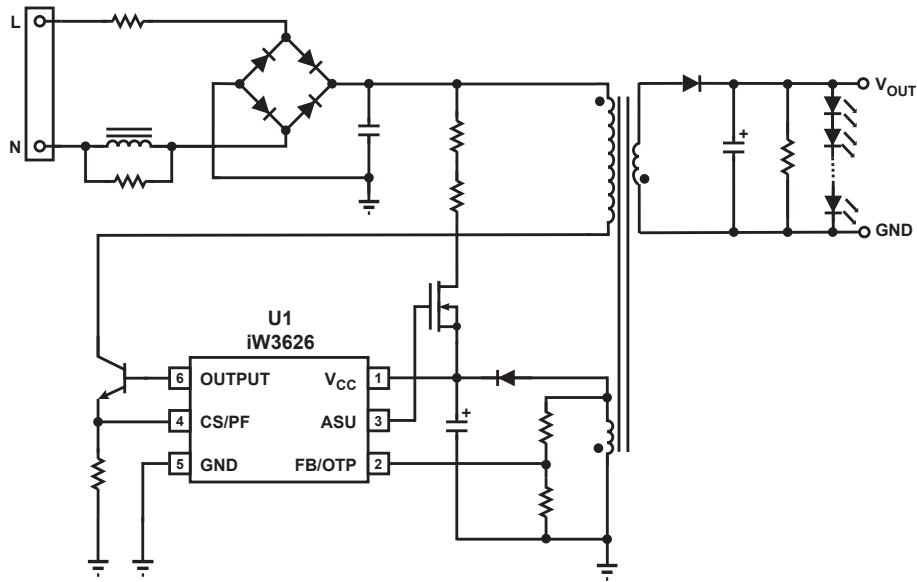 L
N
V_OUT
GND
U1
iW3626
6 OUTPUT V_CC 1
4 CS/PF ASU 3
5 GND FB/OTP 2
+
+